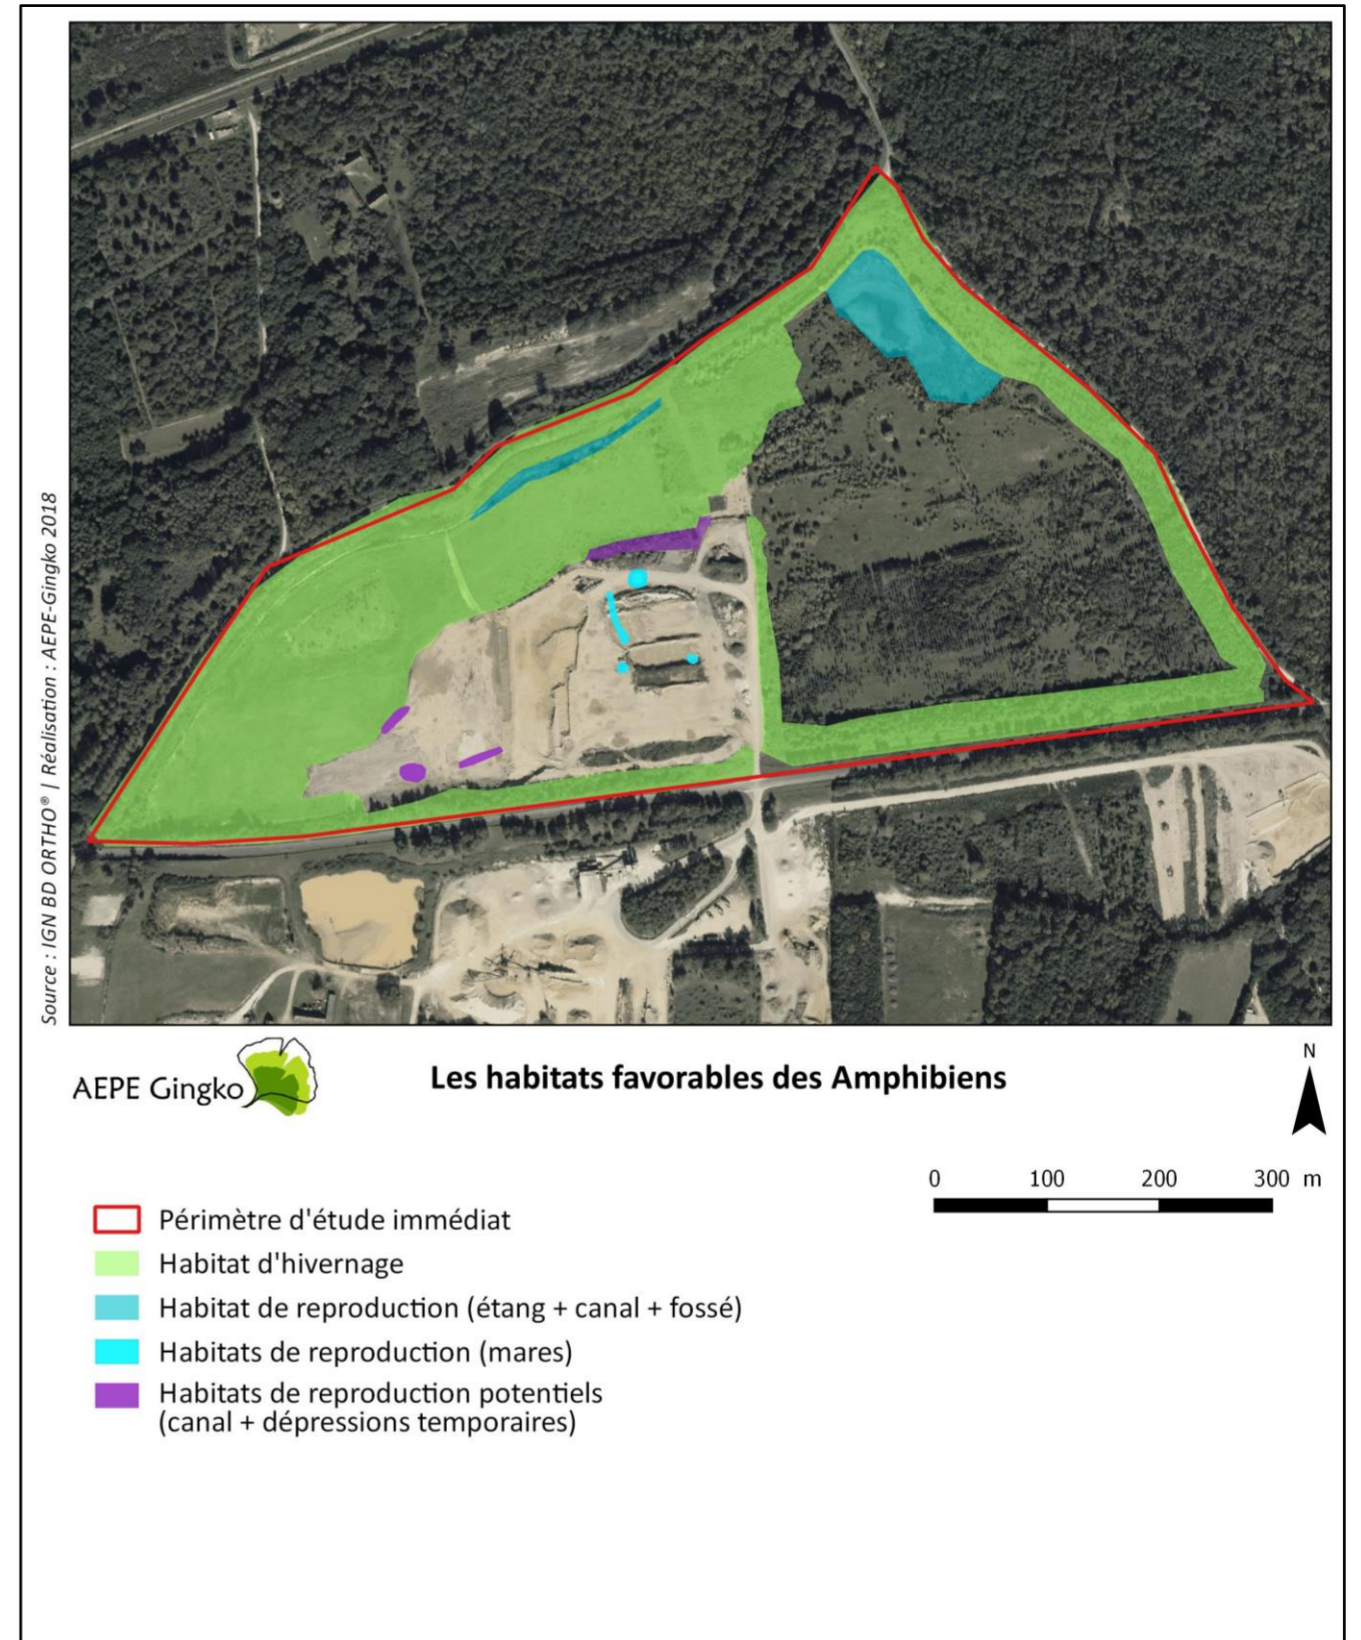 Source : IGN BD ORTHO® | Réalisation : AEPE-Gingko 2018
AEPE Gingko
Les habitats favorables des Amphibiens
N
0 100 200 300 m
Périmètre d'étude immédiat
Habitat d'hivernage
Habitat de reproduction (étang + canal + fossé)
Habitats de reproduction (mares)
Habitats de reproduction potentiels
(canal + dépressions temporaires)